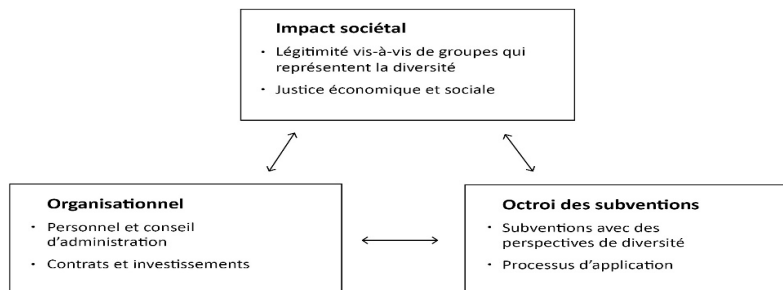 Impact sociétal
• Légitimité vis-à-vis de groupes qui
représentent la diversité
• Justice économique et sociale
Organisationnel
• Personnel et conseil
d’administration
• Contrats et investissements
Octroi des subventions
• Subventions avec des
perspectives de diversité
• Processus d’application